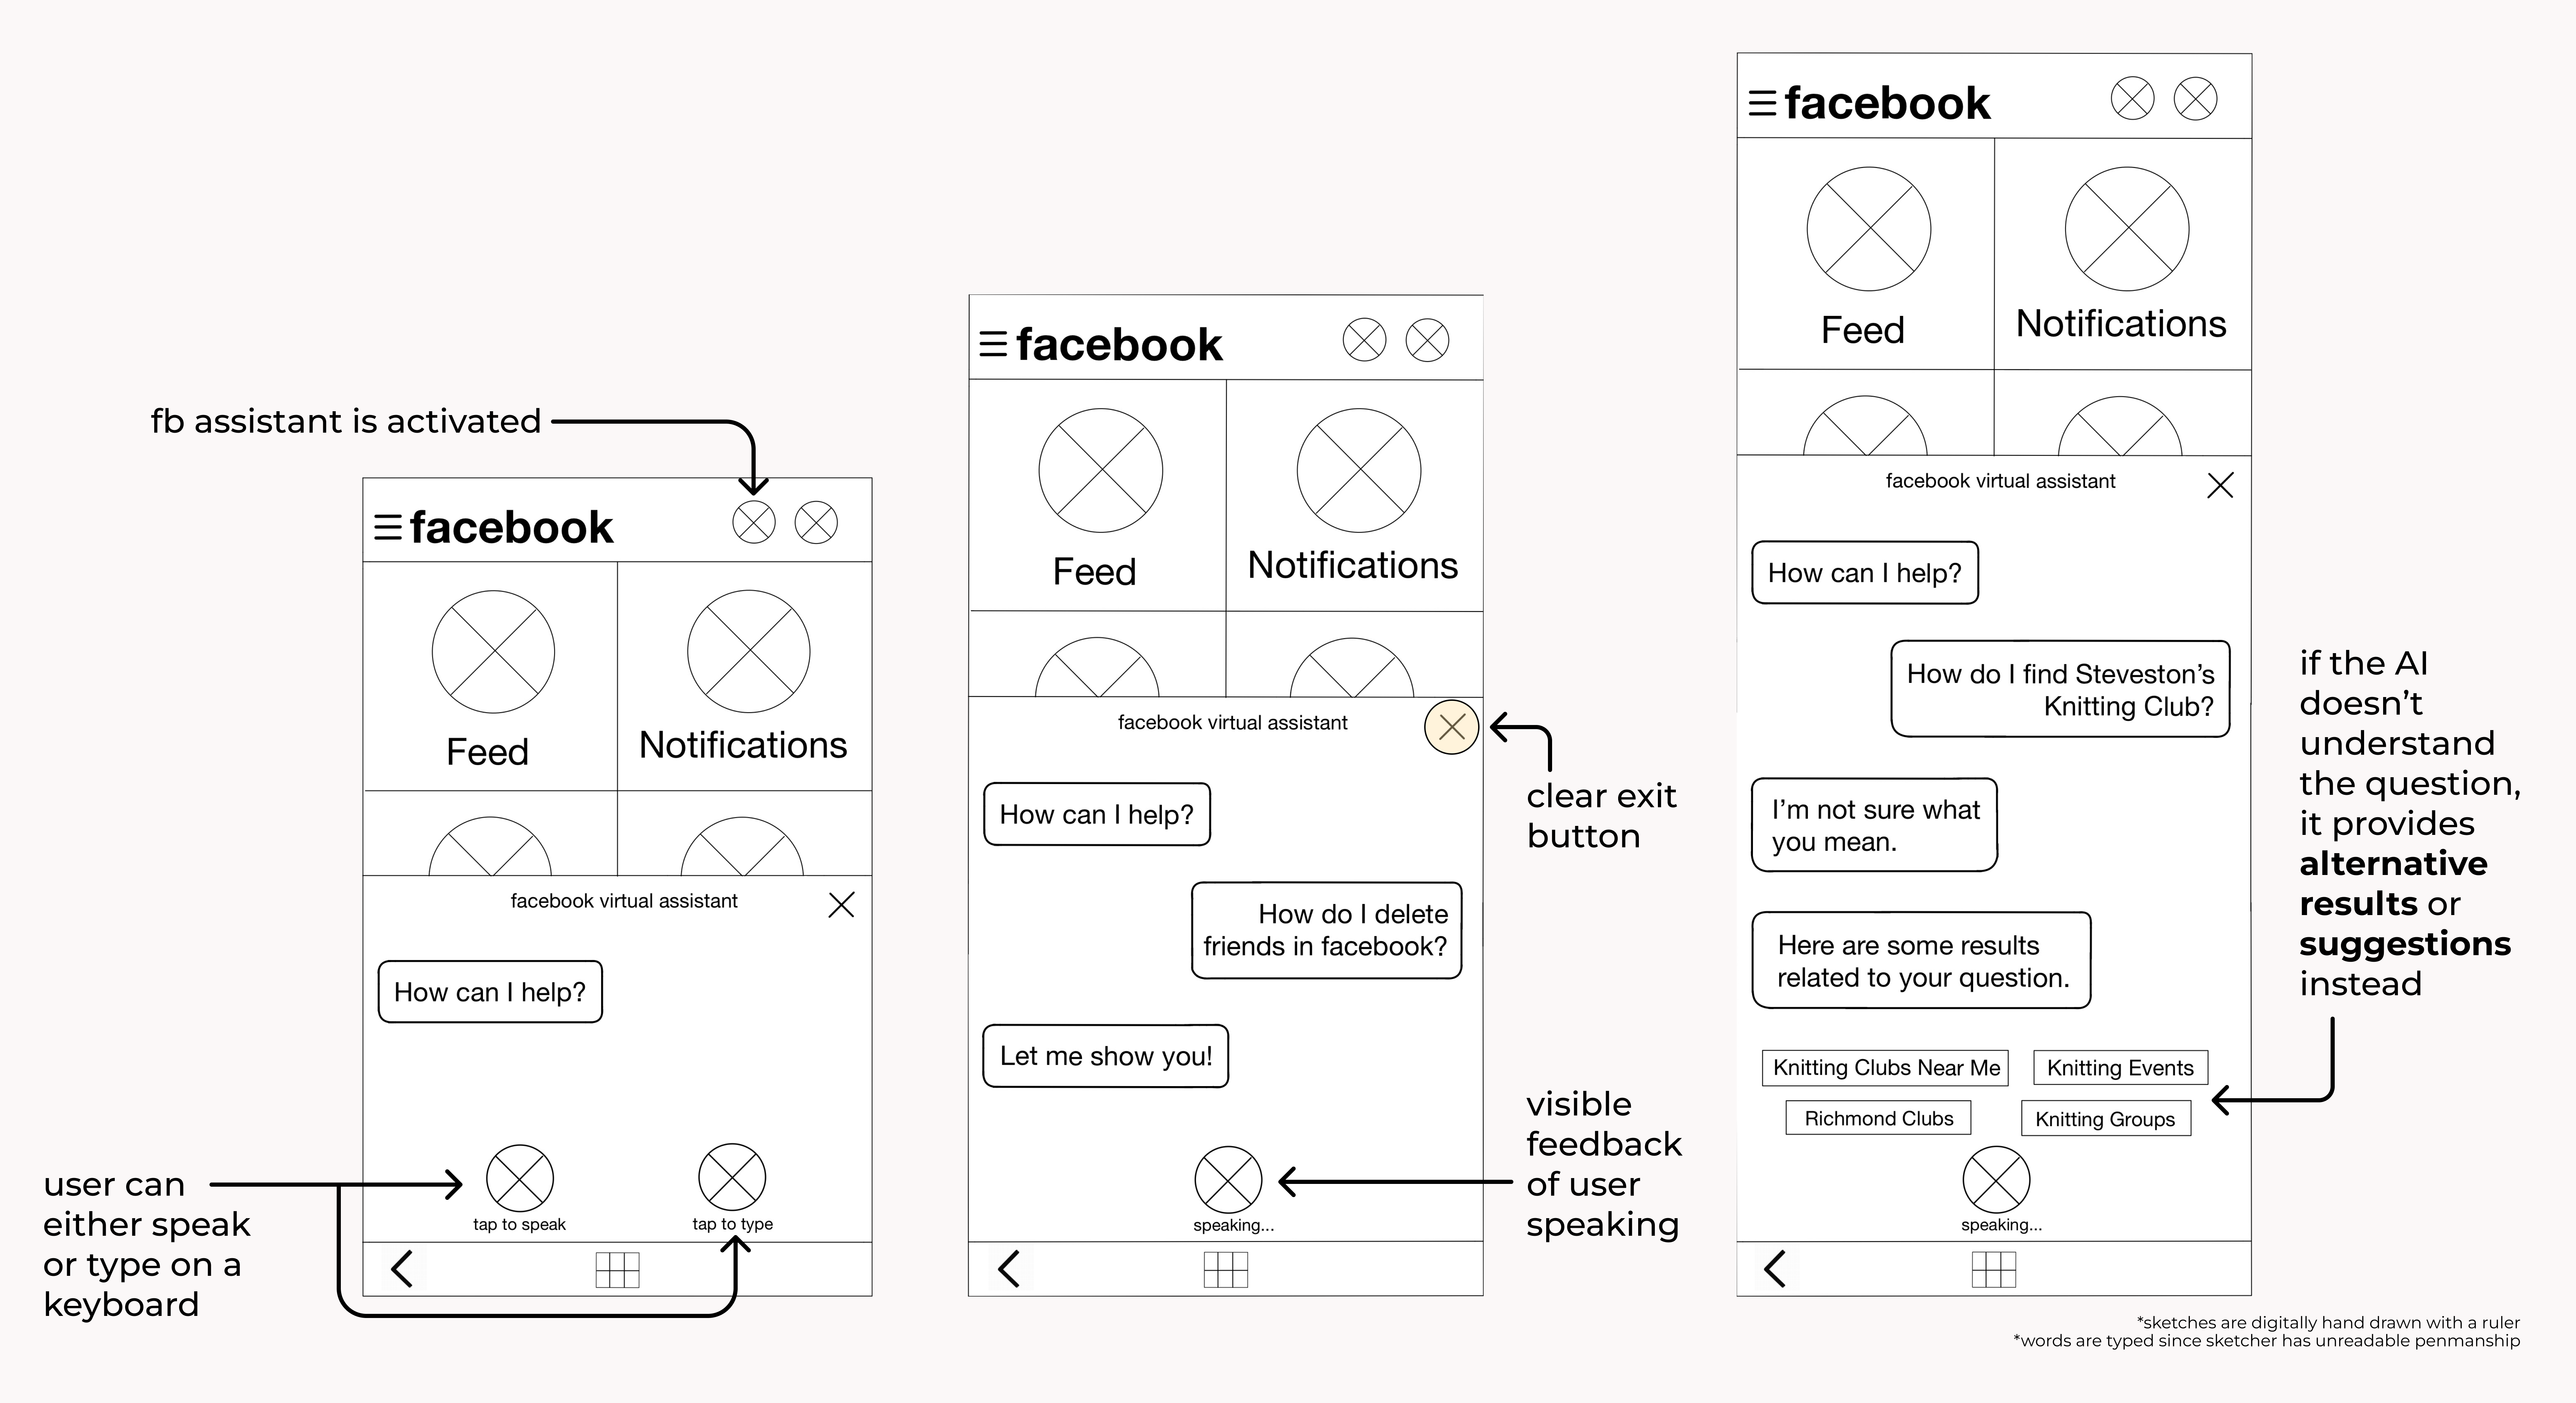 fb assistant is activated
facebook
Feed
Notifications
facebook virtual assistant
How can I help?
tap to speak
tap to type
user can
either speak
or type on a
keyboard
facebook
Feed
Notifications
facebook virtual assistant
How can I help?
How do I delete
friends in facebook?
Let me show you!
speaking...
clear exit
button
visible
feedback
of user
speaking
facebook
Feed
Notifications
facebook virtual assistant
How can I help?
How do I find Steveston’s
Knitting Club?
I’m not sure what
you mean.
Here are some results
related to your question.
Knitting Clubs Near Me
Knitting Events
Richmond Clubs
Knitting Groups
speaking...
if the AI
doesn’t
understand
the question,
it provides
alternative
results or
suggestions
instead
*sketches are digitally hand drawn with a ruler
*words are typed since sketcher has unreadable penmanship